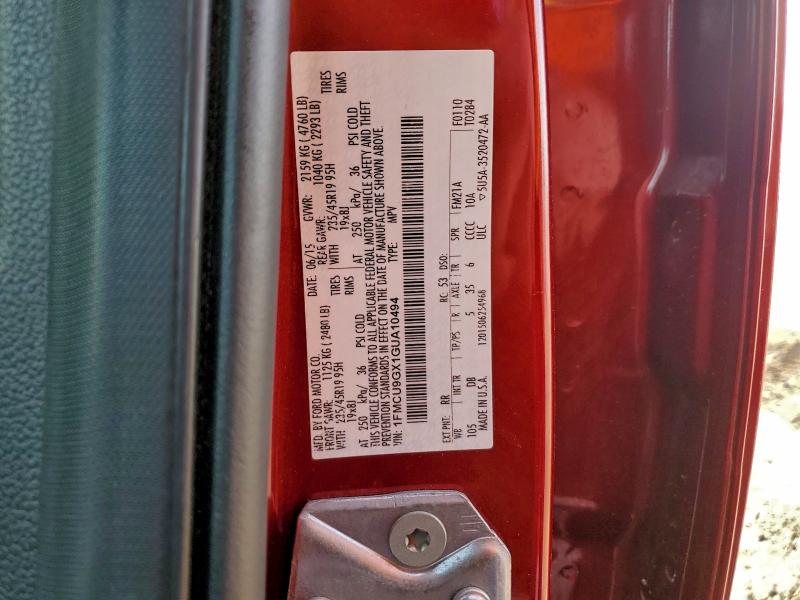 MFD. BY FORD MOTOR CO.
DATE: 06/15 GVWR: 2159 KG ( 4760 LB)
FRONT GAWR: 1125 KG ( 2480 LB) REAR GAWR: 1040 KG ( 2293 LB)
WITH 235/45R19 95H TIRES WITH 235/45R19 95H TIRES
19x8J RIMS 19x8J RIMS
AT 250 kPa/ 36 PSI COLD AT 250 kPa/ 36 PSI COLD
THIS VEHICLE CONFORMS TO ALL APPLICABLE FEDERAL MOTOR VEHICLE SAFETY AND THEFT
PREVENTION STANDARDS IN EFFECT ON THE DATE OF MANUFACTURE SHOWN ABOVE.
VIN: 1FMCU9GX1GUA10494 TYPE: MPV
F0110
T0284
EXT PNT: RR RC: 53 DSO: FM21A
WB INT TR TP/PS R AXLE TR SPR
105 DB 5 35 6 CCCC 10A
ULC
MADE IN U.S.A. 1201506254968 ▽5U5A-3520472-AA